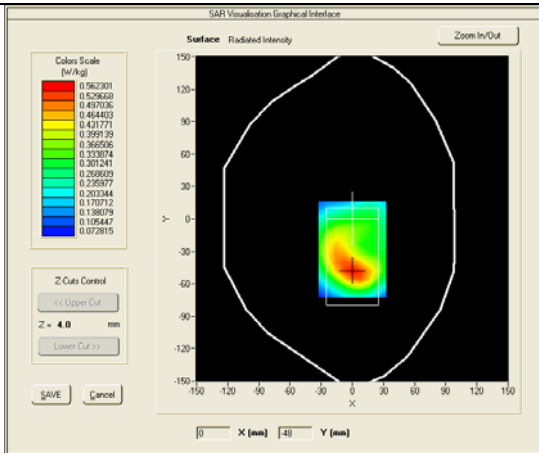 SAR Visualisation Graphical Interface
Surface Radiated Intensity
Zoom In/Out
Colors Scale
(W/kg)
0.562301
0.529668
0.497036
0.464403
0.431771
0.399139
0.366506
0.333874
0.301241
0.268609
0.235977
0.203344
0.170712
0.138079
0.105447
0.072815
150
120
90
60
30
0
-30
-60
-90
-120
-150
Y
-150 -120 -90 -60 -30 0 30 60 90 120 150
X
Z Cuts Control
<< Upper Cut
Z = 4.0 mm
Lower Cut >>
SAVE Cancel
0 X (mm) -48 Y (mm)